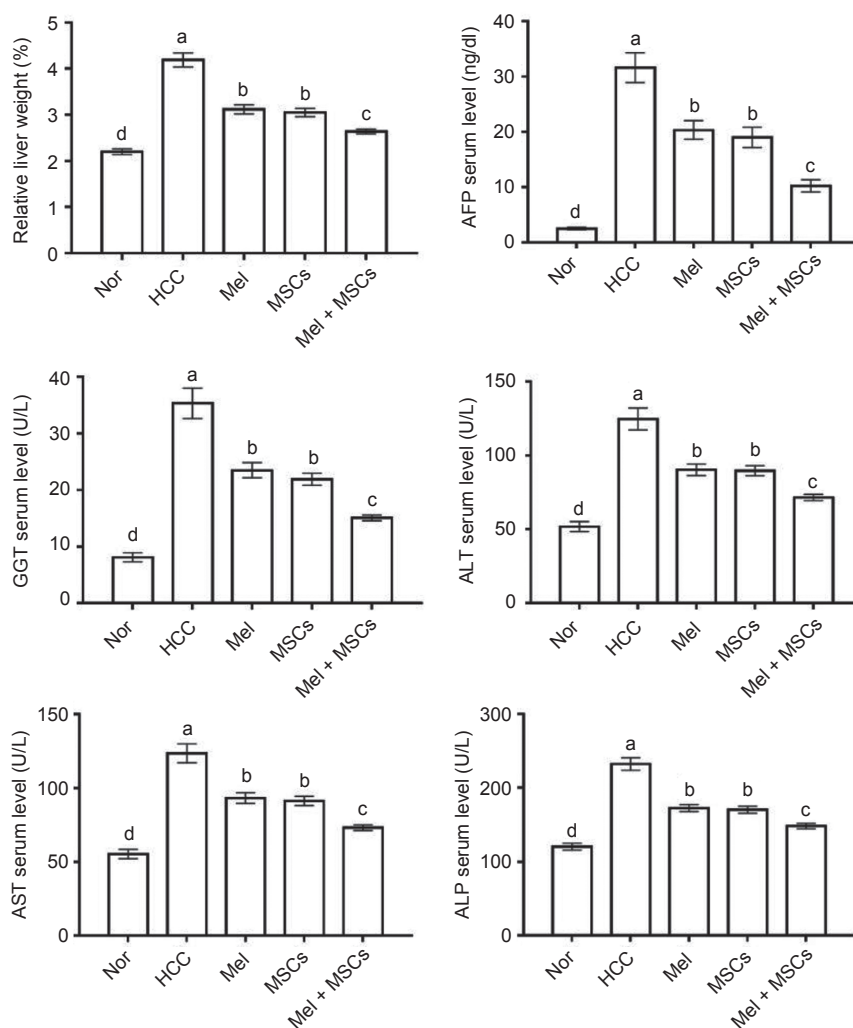 Relative liver weight (%)
5
4
3
2
1
0
d
a
b
b
c
Nor
HCC
Mel
MSCs
Mel + MSCs
AFP serum level (ng/dl)
40
30
20
10
0
d
a
b
b
c
Nor
HCC
Mel
MSCs
Mel + MSCs
GGT serum level (U/L)
40
30
20
10
0
d
a
b
b
c
Nor
HCC
Mel
MSCs
Mel + MSCs
ALT serum level (U/L)
150
100
50
0
d
a
b
b
c
Nor
HCC
Mel
MSCs
Mel + MSCs
AST serum level (U/L)
150
100
50
0
d
a
b
b
c
Nor
HCC
Mel
MSCs
Mel + MSCs
ALP serum level (U/L)
300
200
100
0
d
a
b
b
c
Nor
HCC
Mel
MSCs
Mel + MSCs